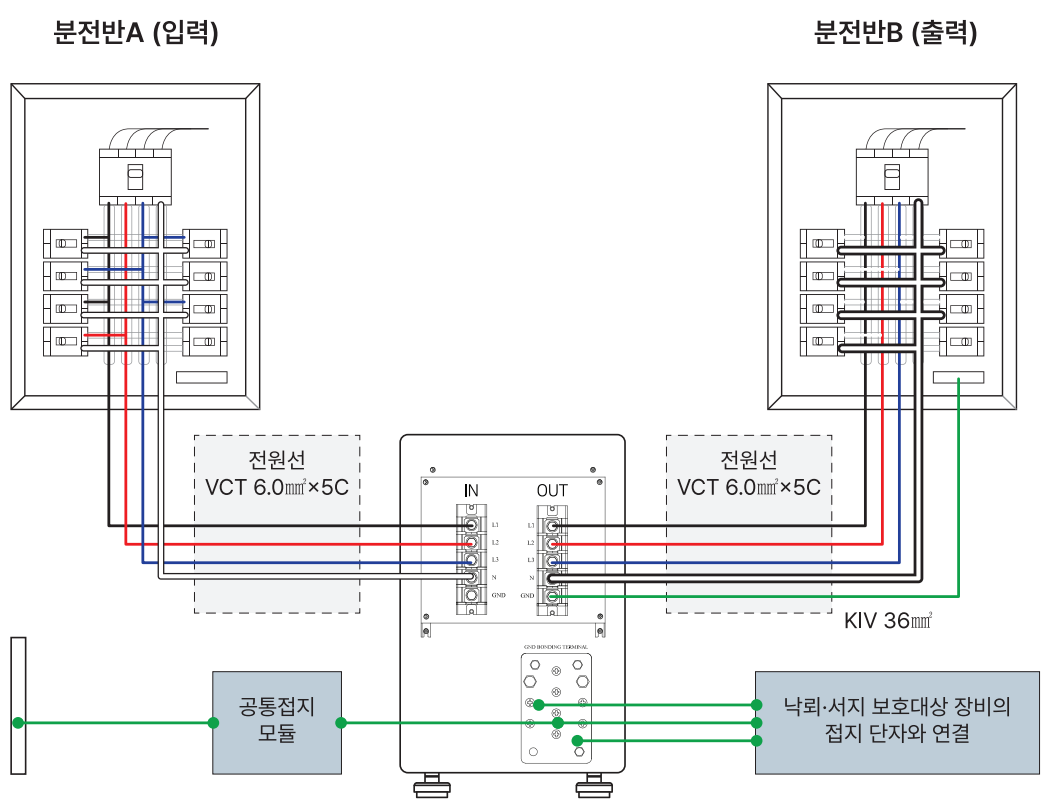 분전반A (입력)
분전반B (출력)
전원선
VCT 6.0㎟×5C
전원선
VCT 6.0㎟×5C
IN
OUT
L1
L2
L3
N
GND
L1
L2
L3
N
GND
KIV 36㎟
GND BONDING TERMINAL
공통접지
모듈
낙뢰·서지 보호대상 장비의
접지 단자와 연결